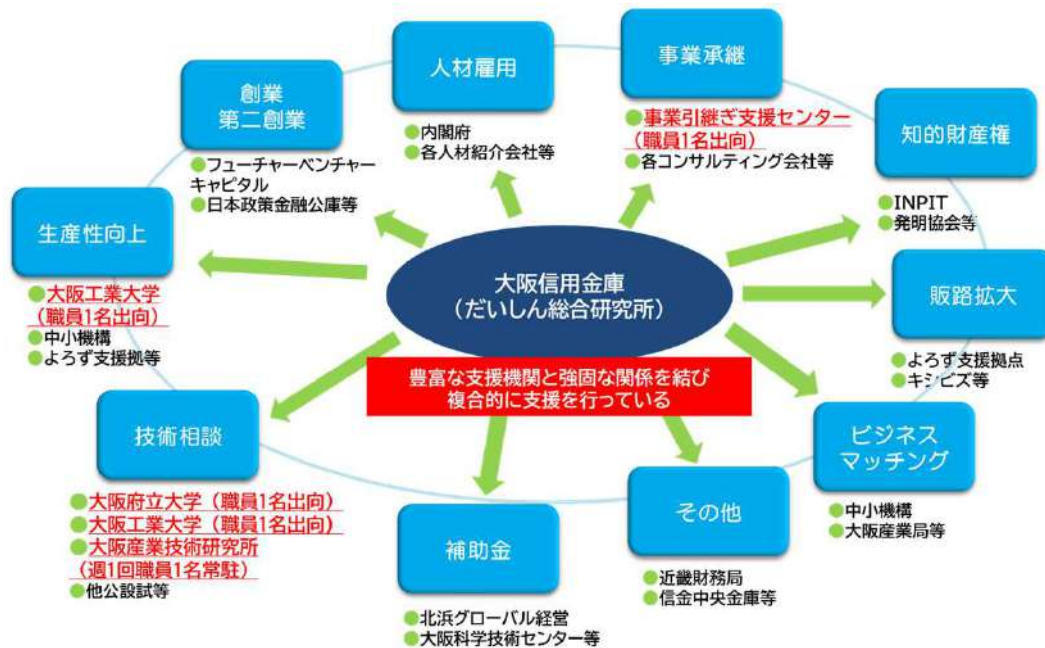 人材雇用
●内閣府
●各人材紹介会社等
事業承継
●事業引継ぎ支援センター
（職員1名出向）
●各コンサルティング会社等
創業
第二創業
●フューチャーベンチャー
キャピタル
●日本政策金融公庫等
知的財産権
●INPIT
●発明協会等
生産性向上
●大阪工業大学
（職員1名出向）
●中小機構
●よろず支援拠等
大阪信用金庫
（だいしん総合研究所）
豊富な支援機関と強固な関係を結び
複合的に支援を行っている
販路拡大
●よろず支援拠点
●キシビズ等
技術相談
●大阪府立大学（職員1名出向）
●大阪工業大学（職員1名出向）
●大阪産業技術研究所
（週1回職員1名常駐）
●他公設試等
補助金
●北浜グローバル経営
●大阪科学技術センター等
その他
●近畿財務局
●信金中央金庫等
ビジネス
マッチング
●中小機構
●大阪産業局等